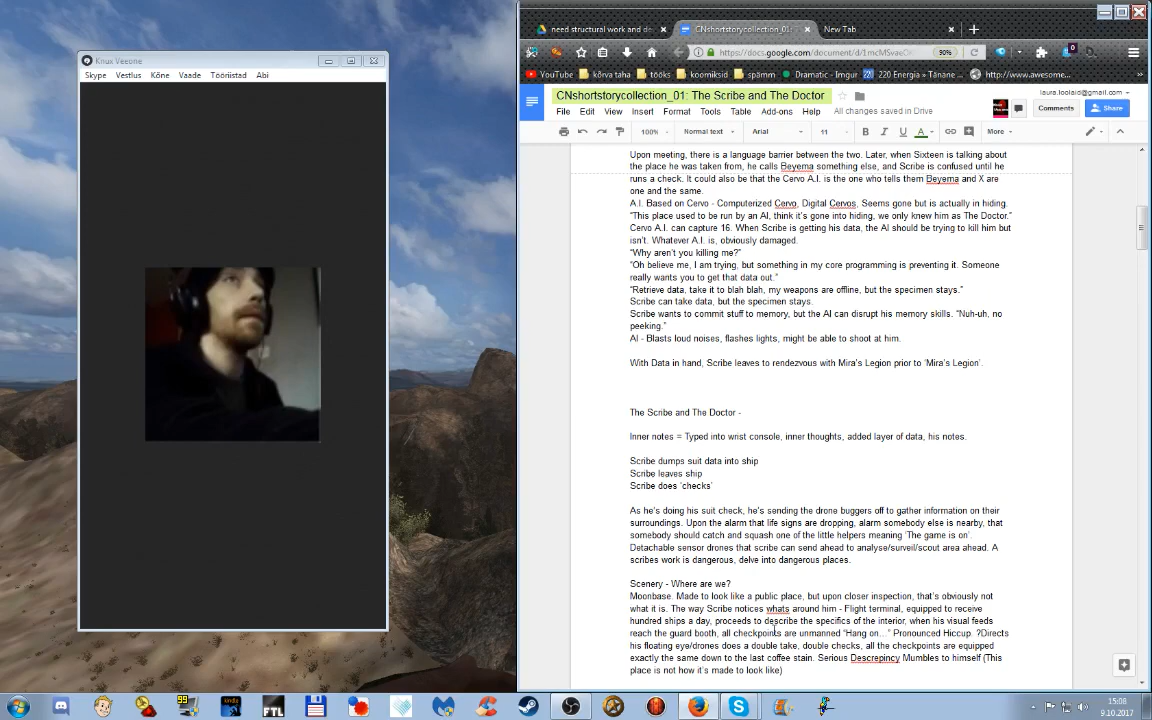 need structural work and de
CNshortstorycollection_01:
New Tab
https://docs.google.com/document/d/1mcMSvae
90%
0
YouTube
kõrva taha
tööks
koomiksid
spämm
Dramatic - Imgur
220 Energia » Tänane ...
http://www.awesome...
Knux Veeone
Skype Vestlus Kõne Vaade Tööriistad Abi
CNshortstorycollection_01: The Scribe and The Doctor
laura.loolaid@gmail.com
File Edit View Insert Format Tools Table Add-ons Help
All changes saved in Drive
Comments
Share
100%
Normal text
Arial
11
B I U A
More
Upon meeting, there is a language barrier between the two. Later, when Sixteen is talking about
the place he was taken from, he calls Beyema something else, and Scribe is confused until he
runs a check. It could also be that the Cervo A.I. is the one who tells them Beyema and X are
one and the same.
A.I. Based on Cervo - Computerized Cervo, Digital Cervos, Seems gone but is actually in hiding.
“This place used to be run by an AI, think it’s gone into hiding, we only knew him as The Doctor.”
Cervo A.I. can capture 16. When Scribe is getting his data, the AI should be trying to kill him but
isn’t. Whatever A.I. is, obviously damaged.
“Why aren’t you killing me?”
“Oh believe me, I am trying, but something in my core programming is preventing it. Someone
really wants you to get that data out.”
“Retrieve data, take it to blah blah, my weapons are offline, but the specimen stays.”
Scribe can take data, but the specimen stays.
Scribe wants to commit stuff to memory, but the AI can disrupt his memory skills. “Nuh-uh, no
peeking.”
AI - Blasts loud noises, flashes lights, might be able to shoot at him.
With Data in hand, Scribe leaves to rendezvous with Mira’s Legion prior to ‘Mira’s Legion’.
The Scribe and The Doctor -
Inner notes = Typed into wrist console, inner thoughts, added layer of data, his notes.
Scribe dumps suit data into ship
Scribe leaves ship
Scribe does ‘checks’
As he’s doing his suit check, he’s sending the drone buggers off to gather information on their
surroundings. Upon the alarm that life signs are dropping, alarm somebody else is nearby, that
somebody should catch and squash one of the little helpers meaning ‘The game is on’.
Detachable sensor drones that scribe can send ahead to analyse/surveil/scout area ahead. A
scribes work is dangerous, delve into dangerous places.
Scenery - Where are we?
Moonbase. Made to look like a public place, but upon closer inspection, that’s obviously not
what it is. The way Scribe notices whats around him - Flight terminal, equipped to receive
hundred ships a day, proceeds to describe the specifics of the interior, when his visual feeds
reach the guard booth, all checkpoints are unmanned “Hang on…” Pronounced Hiccup. ?Directs
his floating eye/drones does a double take, double checks, all the checkpoints are equipped
exactly the same down to the last coffee stain. Serious Descrepincy Mumbles to himself (This
place is not how it’s made to look like)
99
kindle
FTL
15:08
9.10.2017